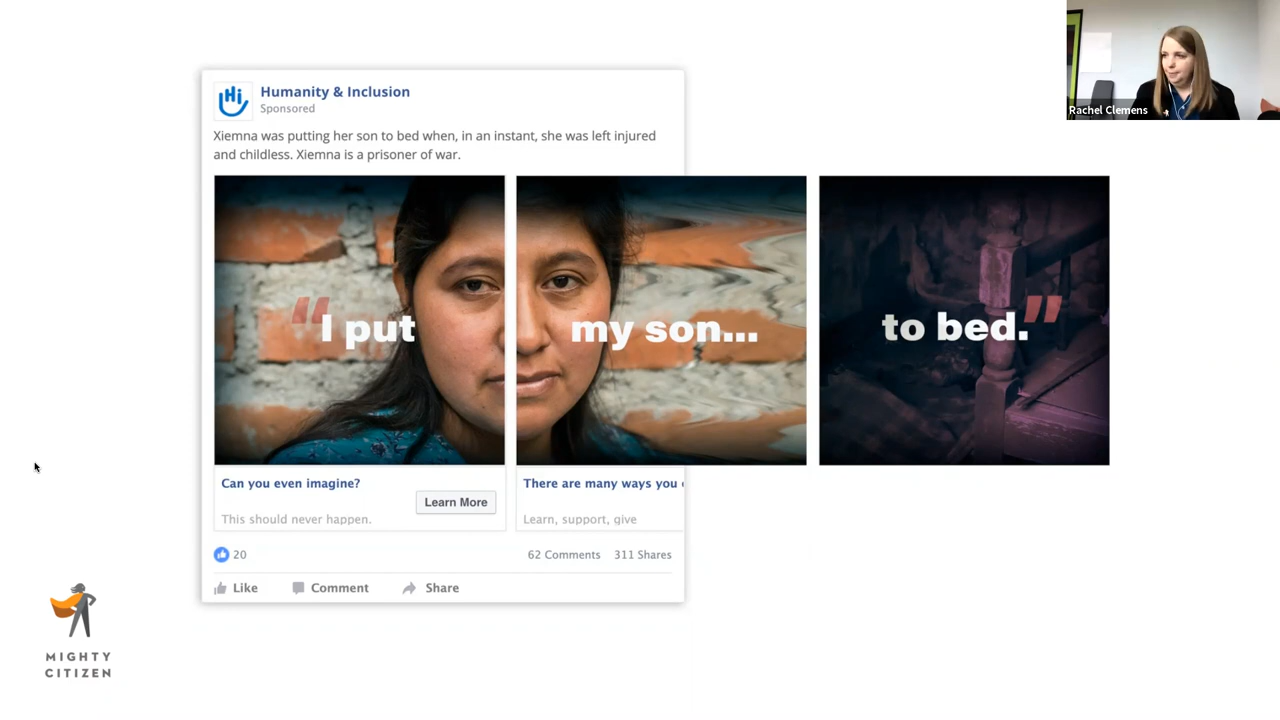 Rachel Clemens
Hi
Humanity & Inclusion
Sponsored
Xiemna was putting her son to bed when, in an instant, she was left injured
and childless. Xiemna is a prisoner of war.
“I put
my son...
to bed.”
Can you even imagine?
Learn More
This should never happen.
There are many ways you
Learn, support, give
20
62 Comments 311 Shares
Like Comment Share
MIGHTY
CITIZEN